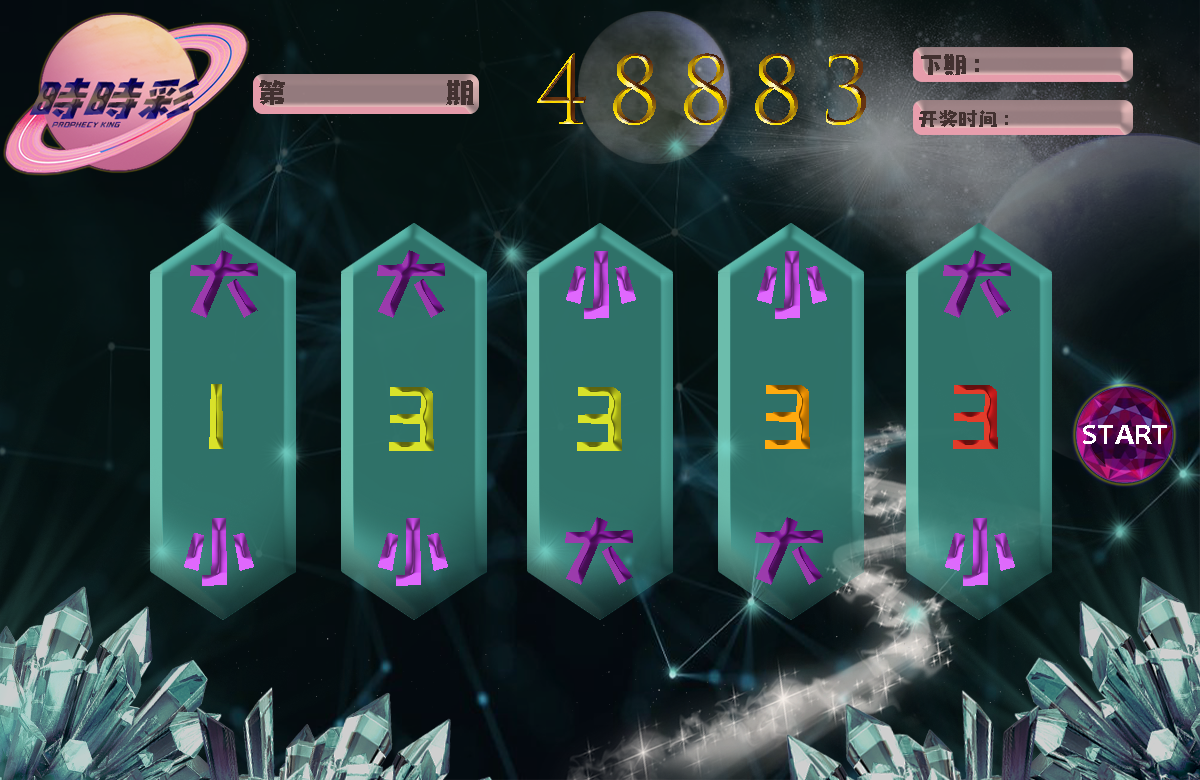 時時彩
PROPHECY KING
第 期
48883
下期：
开奖时间：
大 大 小 小 大
1 3 3 3 3
小 小 大 大 小
START